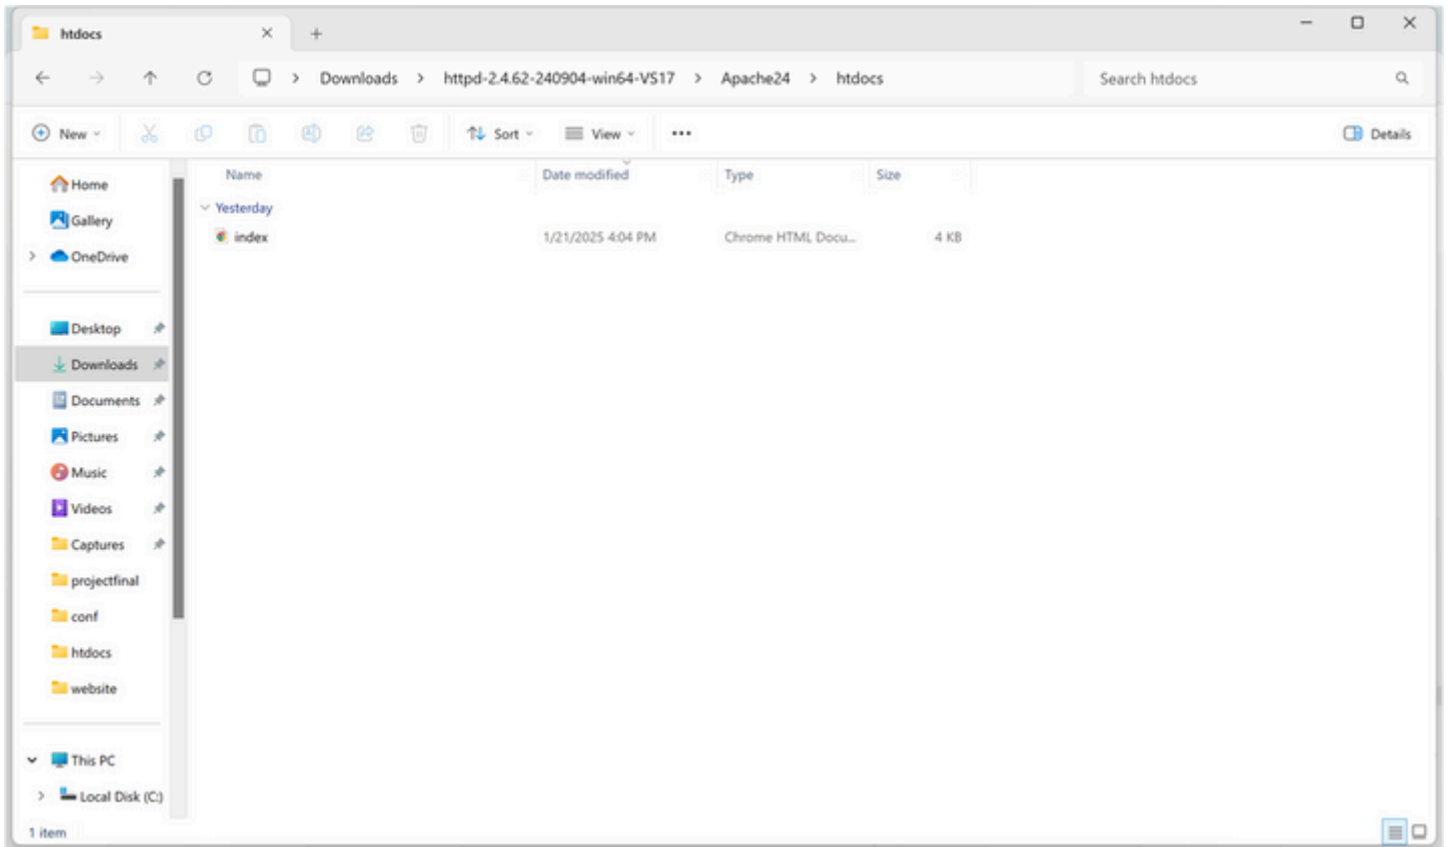 htdocs
Downloads > httpd-2.4.62-240904-win64-VS17 > Apache24 > htdocs
Search htdocs
New
Sort
View
Details
Name Date modified Type Size
Home
Gallery
OneDrive
Desktop
Downloads
Documents
Pictures
Music
Videos
Captures
projectfinal
conf
htdocs
website
This PC
Local Disk (C:)
Yesterday
index 1/21/2025 4:04 PM Chrome HTML Docu... 4 KB
1 item